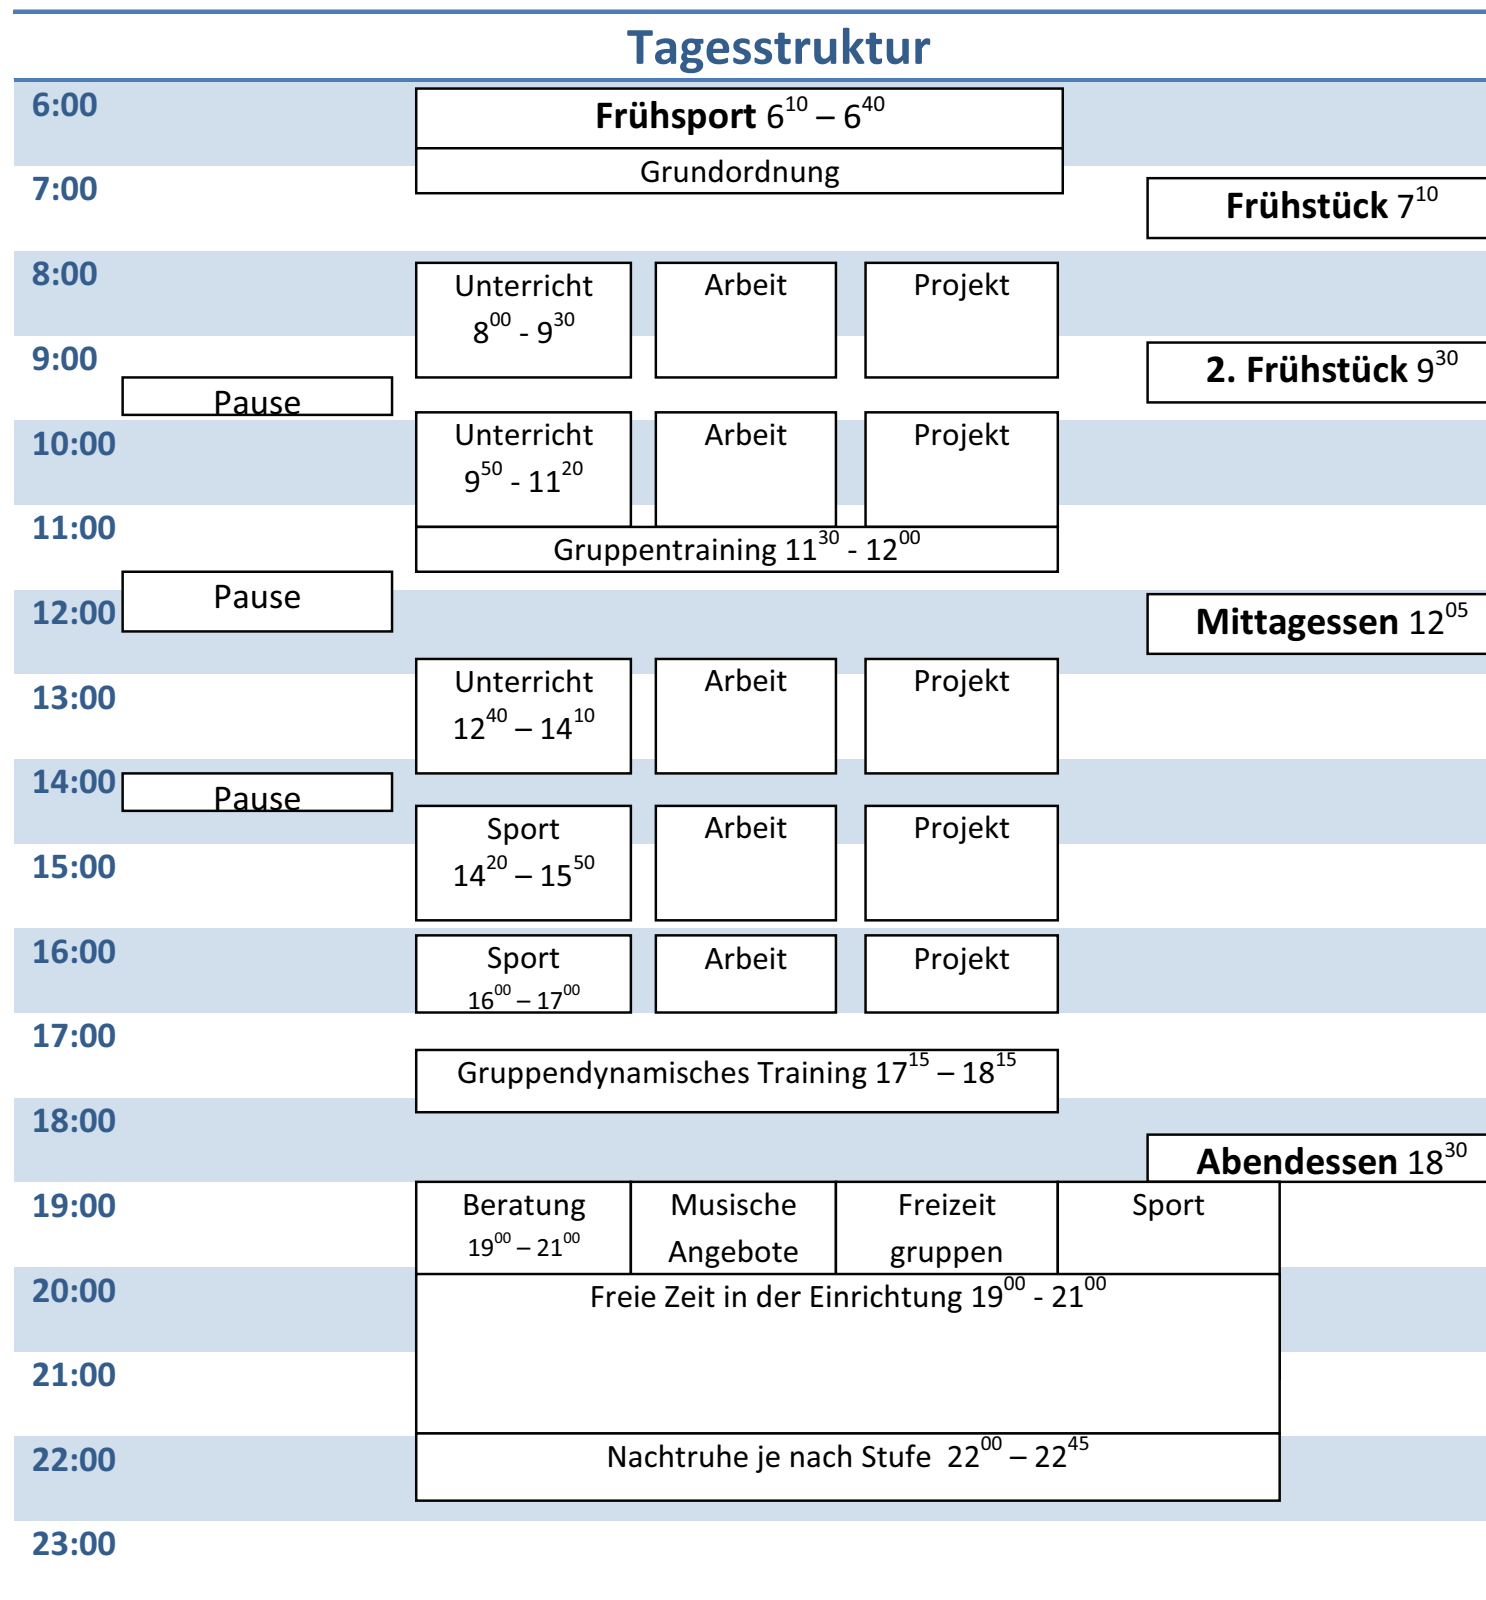 Tagesstruktur
6:00
Frühsport 6¹⁰ – 6⁴⁰
Grundordnung
7:00
Frühstück 7¹⁰
8:00
Unterricht Arbeit Projekt
8⁰⁰ - 9³⁰
9:00
2. Frühstück 9³⁰
Pause
10:00
Unterricht Arbeit Projekt
9⁵⁰ - 11²⁰
11:00
Gruppentraining 11³⁰ - 12⁰⁰
Pause
12:00
Mittagessen 12⁰⁵
Unterricht Arbeit Projekt
13:00
12⁴⁰ – 14¹⁰
14:00
Pause
Sport Arbeit Projekt
15:00
14²⁰ – 15⁵⁰
16:00
Sport Arbeit Projekt
16⁰⁰ – 17⁰⁰
17:00
Gruppendynamisches Training 17¹⁵ – 18¹⁵
18:00
Abendessen 18³⁰
19:00
Beratung Musische Freizeit Sport
19⁰⁰ – 21⁰⁰ Angebote gruppen
20:00
Freie Zeit in der Einrichtung 19⁰⁰ - 21⁰⁰
21:00
22:00
Nachtruhe je nach Stufe 22⁰⁰ – 22⁴⁵
23:00